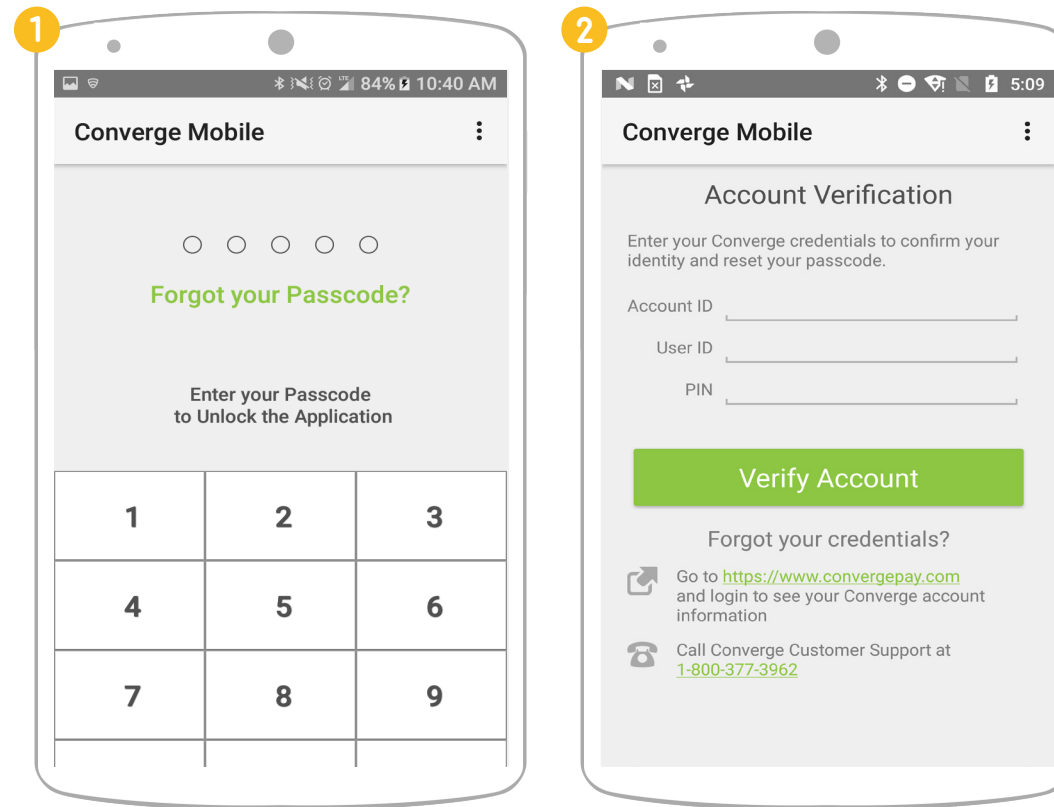 1
84% 10:40 AM
Converge Mobile
Forgot your Passcode?
Enter your Passcode
to Unlock the Application
1 2 3
4 5 6
7 8 9
2
5:09
Converge Mobile
Account Verification
Enter your Converge credentials to confirm your
identity and reset your passcode.
Account ID
User ID
PIN
Verify Account
Forgot your credentials?
Go to https://www.convergepay.com
and login to see your Converge account
information
Call Converge Customer Support at
1-800-377-3962